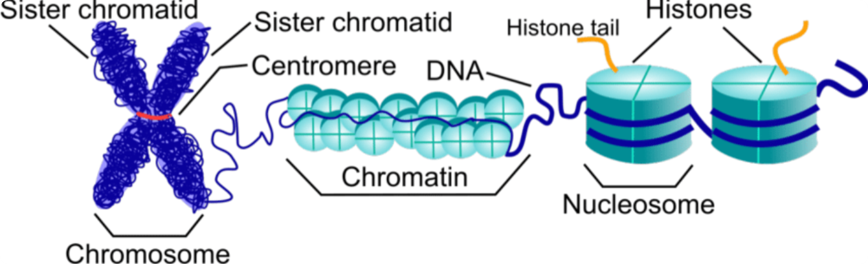 Sister chromatid
Sister chromatid
Histone tail
Histones
Centromere
DNA
Chromatin
Nucleosome
Chromosome